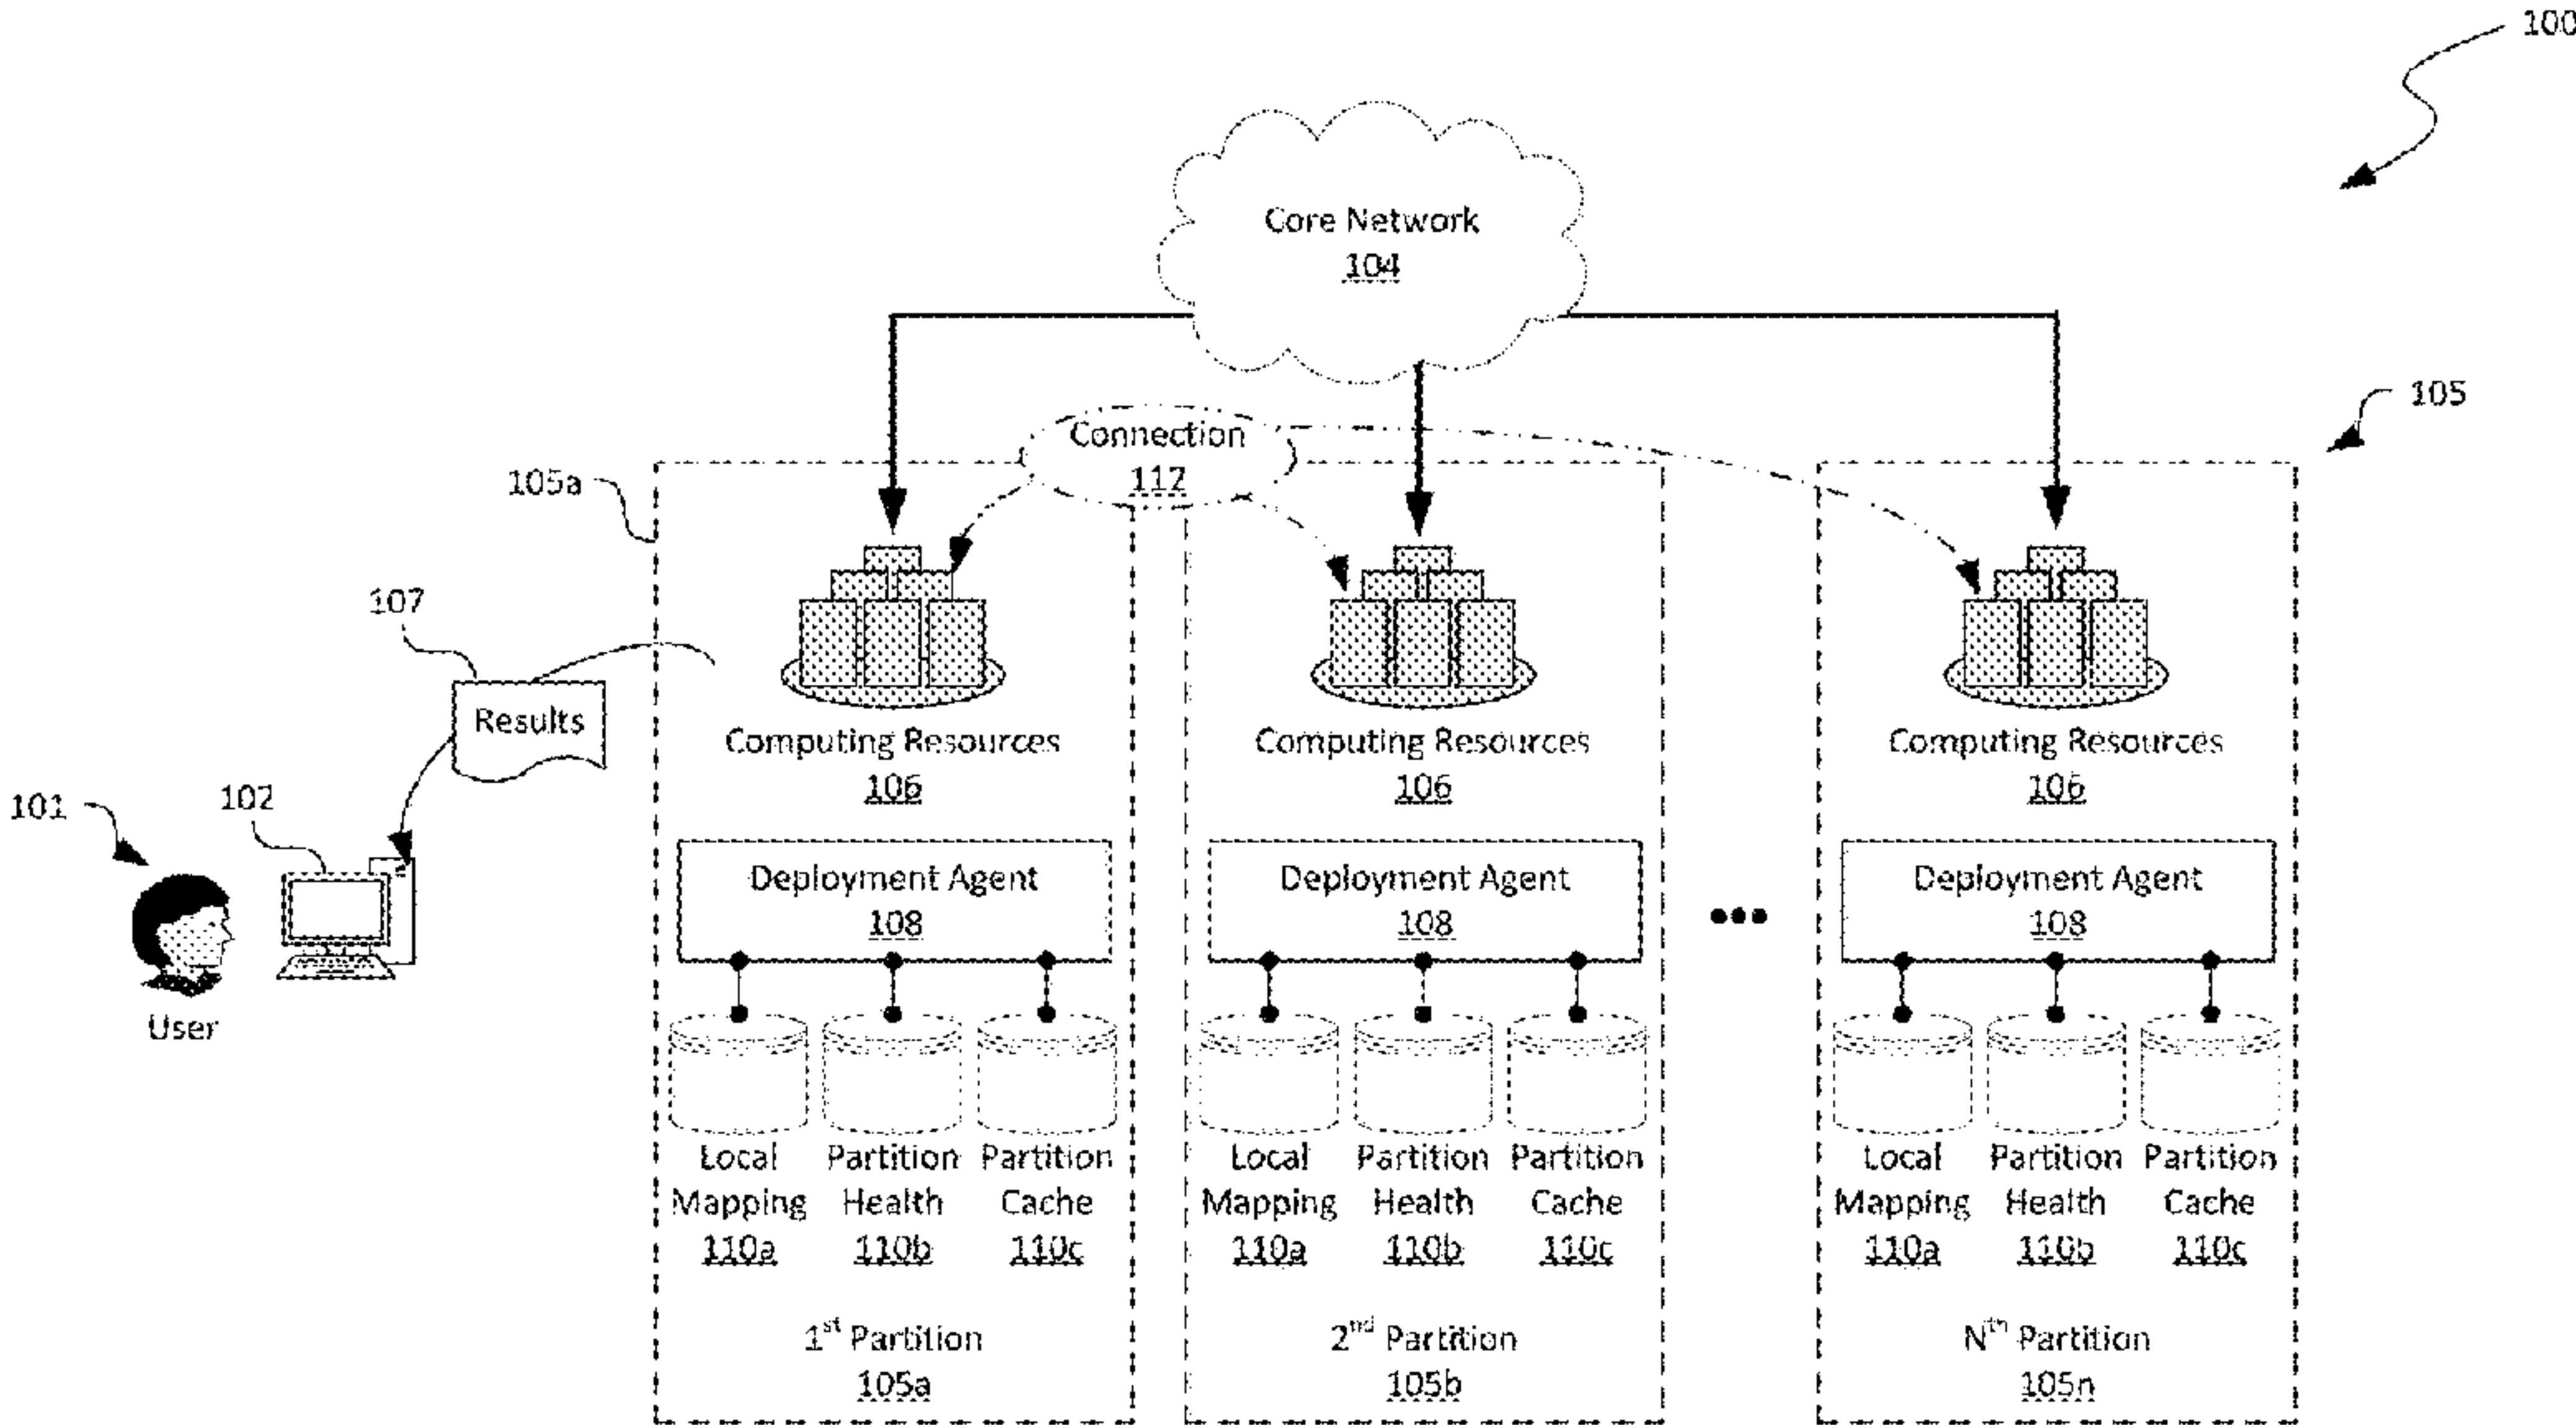 100
Core Network
104
105
Connection
112
105a
107
Results
Computing Resources
106
Computing Resources
106
Computing Resources
106
101
102
User
Deployment Agent
108
Deployment Agent
108
Deployment Agent
108
Local Mapping
110a
Partition Health
110b
Partition Cache
110c
Local Mapping
110a
Partition Health
110b
Partition Cache
110c
Local Mapping
110a
Partition Health
110b
Partition Cache
110c
1st Partition
105a
2nd Partition
105b
Nth Partition
105n